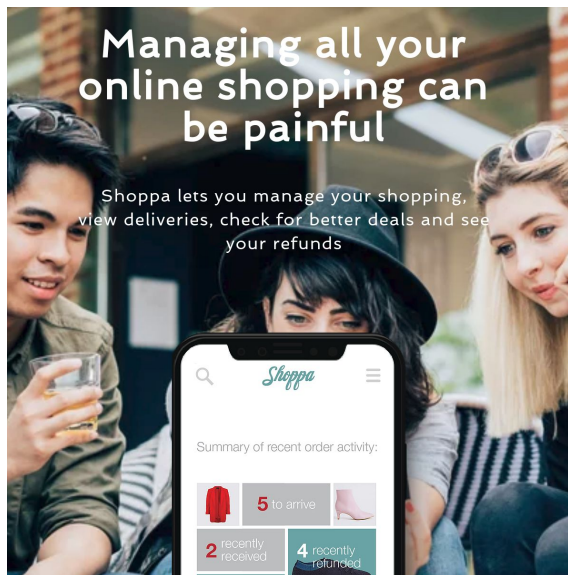 Managing all your
online shopping can
be painful
Shoppa lets you manage your shopping,
view deliveries, check for better deals and see
your refunds
Shoppa
Summary of recent order activity:
5 to arrive
2 recently
received
4 recently
refunded